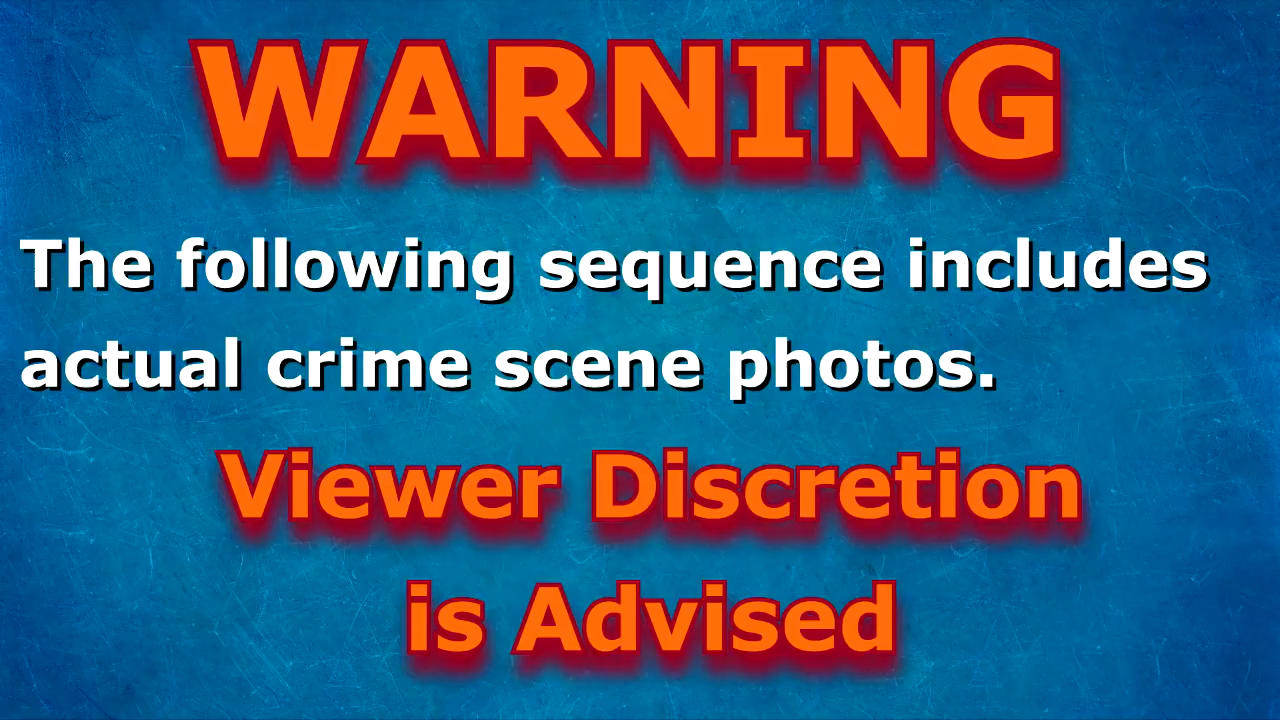 WARNING
The following sequence includes
actual crime scene photos.
Viewer Discretion
is Advised